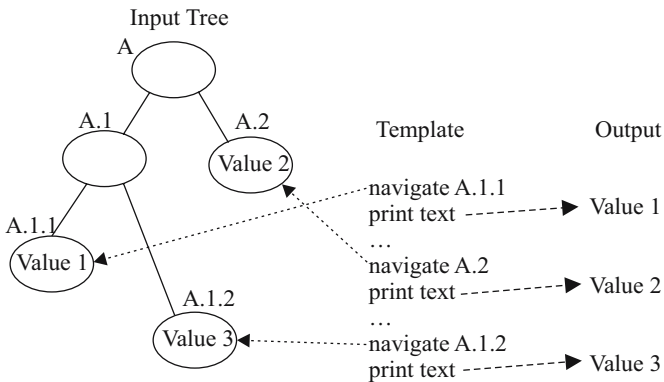 Input Tree
A
A.1
A.2
Value 2
A.1.1
Value 1
A.1.2
Value 3
Template
navigate A.1.1
print text
...
navigate A.2
print text
...
navigate A.1.2
print text
Output
Value 1
Value 2
Value 3